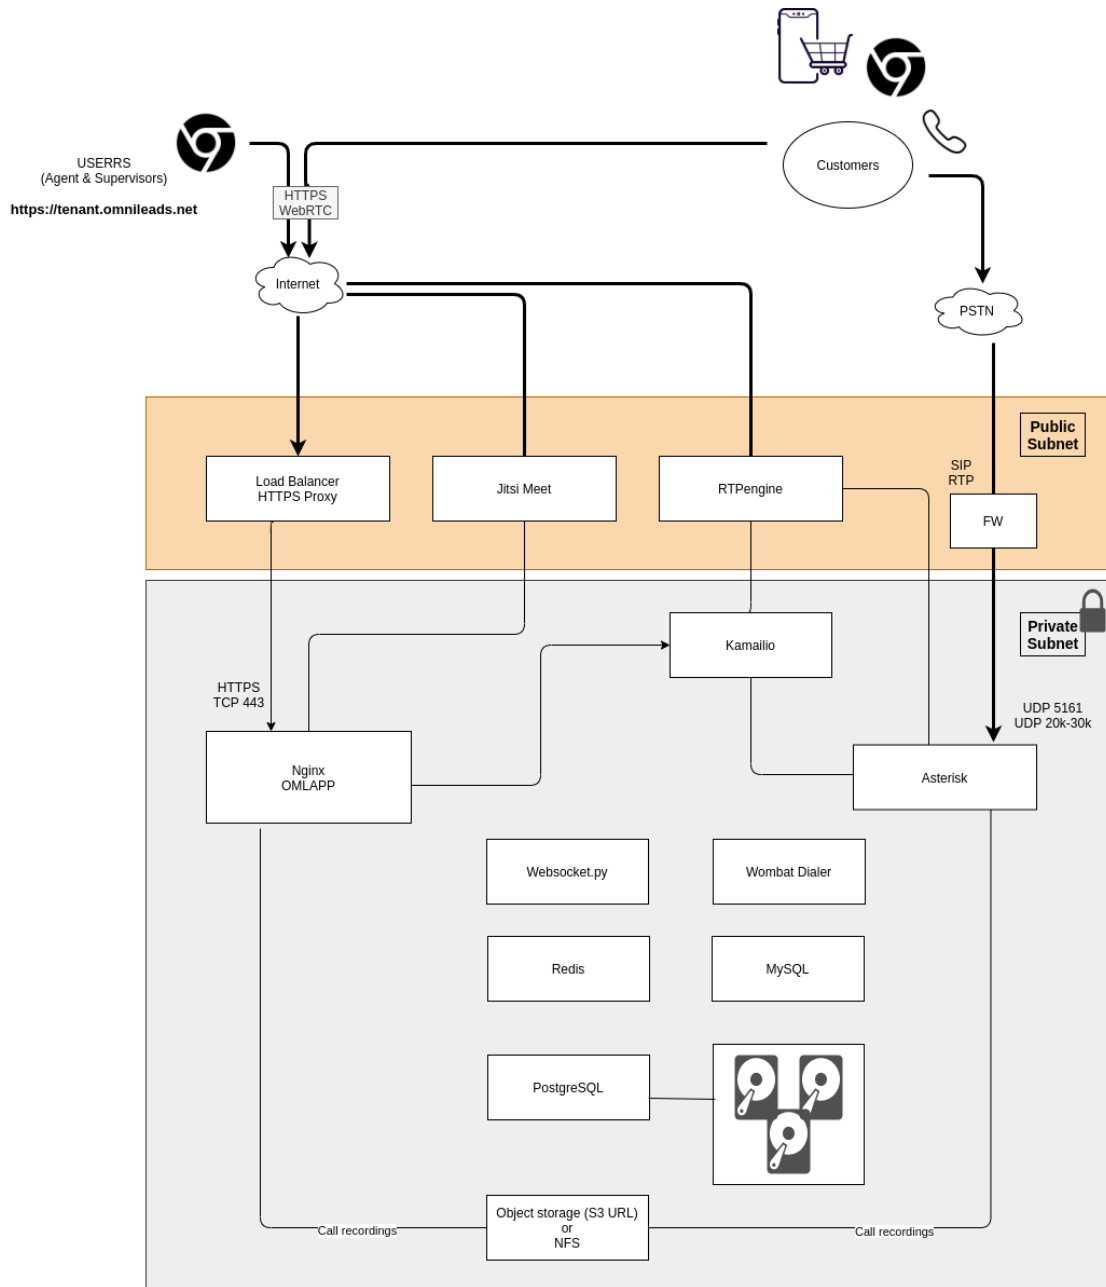 Customers
USERRS
(Agent & Supervisors)
https://tenant.omnileads.net
HTTPS
WebRTC
Internet
PSTN
Public
Subnet
Load Balancer
HTTPS Proxy
Jitsi Meet
RTPengine
SIP
RTP
FW
Private
Subnet
Kamailio
HTTPS
TCP 443
UDP 5161
UDP 20k-30k
Nginx
OMLAPP
Asterisk
Websocket.py
Wombat Dialer
Redis
MySQL
PostgreSQL
Object storage (S3 URL)
or
NFS
Call recordings
Call recordings